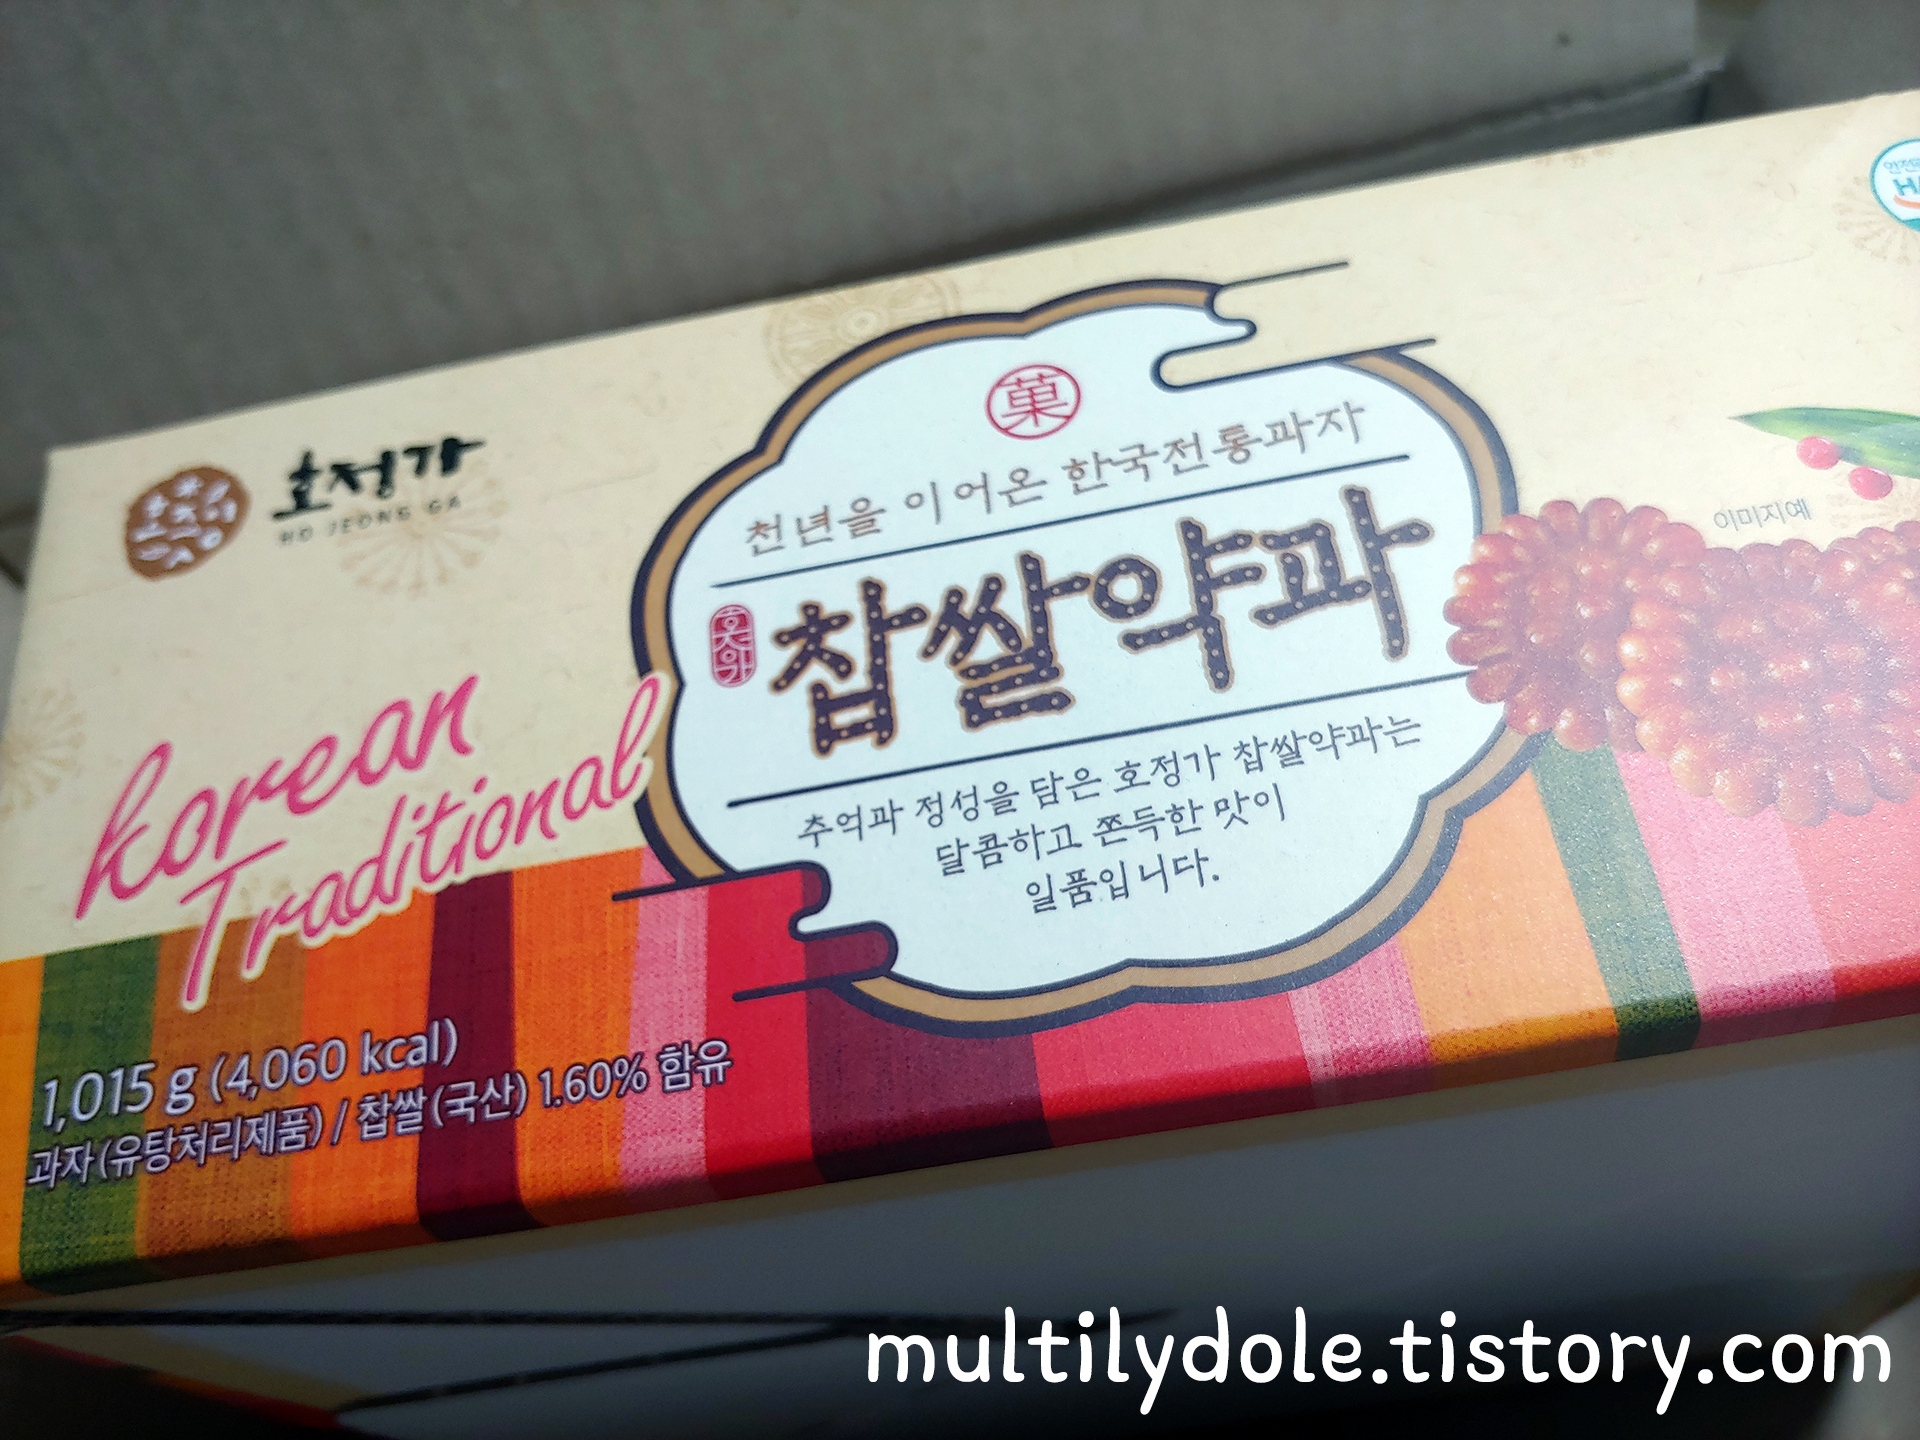 호정가
HO JEONG GA
菓
천년을 이어온 한국전통과자
찹쌀약과
추억과 정성을 담은 호정가 찹쌀약과는
달콤하고 쫀득한 맛이
일품입니다.
이미지예
Korean
Traditional
1,015 g (4,060 kcal)
과자(유탕처리제품) / 찹쌀(국산) 1.60% 함유
multilydole.tistory.com